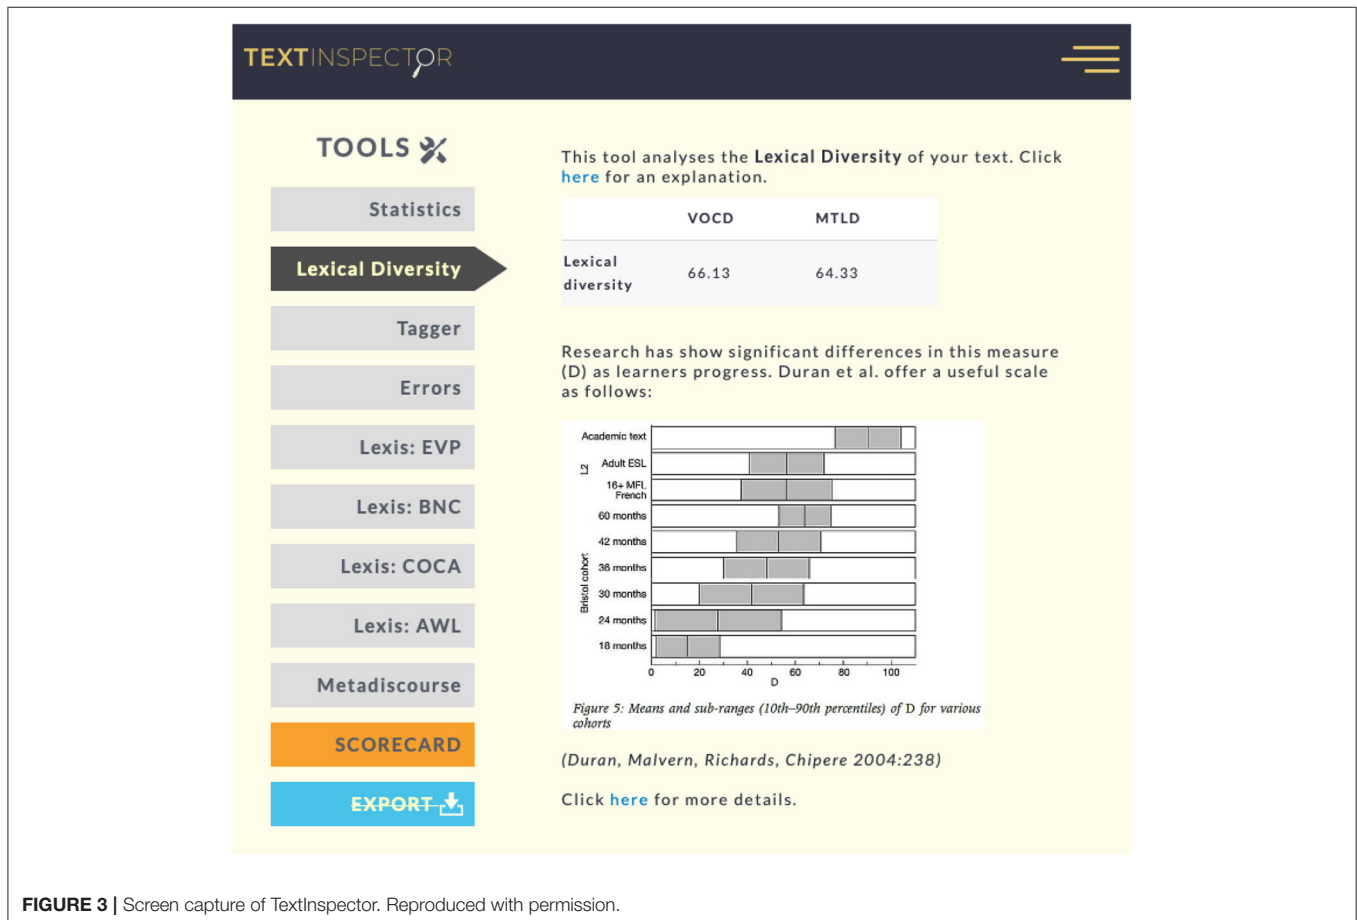 TEXTINSPECTOR
TOOLS
Statistics
Lexical Diversity
Tagger
Errors
Lexis: EVP
Lexis: BNC
Lexis: COCA
Lexis: AWL
Metadiscourse
SCORECARD
EXPORT
This tool analyses the Lexical Diversity of your text. Click
here for an explanation.
VOCD MTLD
Lexical
diversity
66.13 64.33
Research has show significant differences in this measure
(D) as learners progress. Duran et al. offer a useful scale
as follows:
Academic text
L2
Adult ESL
16+ MFL
French
60 months
42 months
Bristol cohort
36 months
30 months
24 months
18 months
0 20 40 60 80 100
D
Figure 5: Means and sub-ranges (10th–90th percentiles) of D for various
cohorts
(Duran, Malvern, Richards, Chipere 2004:238)
Click here for more details.
FIGURE 3 | Screen capture of TextInspector. Reproduced with permission.